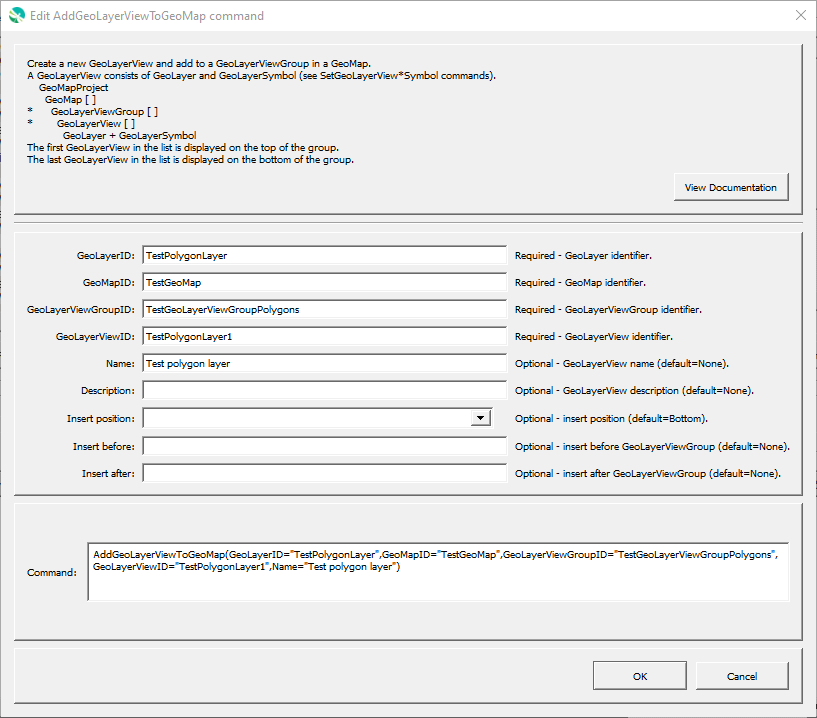 Edit AddGeoLayerViewToGeoMap command
Create a new GeoLayerView and add to a GeoLayerViewGroup in a GeoMap.
A GeoLayerView consists of GeoLayer and GeoLayerSymbol (see SetGeoLayerView*Symbol commands).
GeoMapProject
GeoMap [ ]
* GeoLayerViewGroup [ ]
* GeoLayerView [ ]
GeoLayer + GeoLayerSymbol
The first GeoLayerView in the list is displayed on the top of the group.
The last GeoLayerView in the list is displayed on the bottom of the group.
View Documentation
GeoLayerID: TestPolygonLayer Required - GeoLayer identifier.
GeoMapID: TestGeoMap Required - GeoMap identifier.
GeoLayerViewGroupID: TestGeoLayerViewGroupPolygons Required - GeoLayerViewGroup identifier.
GeoLayerViewID: TestPolygonLayer1 Required - GeoLayerView identifier.
Name: Test polygon layer Optional - GeoLayerView name (default=None).
Description: Optional - GeoLayerView description (default=None).
Insert position: Optional - insert position (default=Bottom).
Insert before: Optional - insert before GeoLayerViewGroup (default=None).
Insert after: Optional - insert after GeoLayerViewGroup (default=None).
Command: AddGeoLayerViewToGeoMap(GeoLayerID="TestPolygonLayer",GeoMapID="TestGeoMap",GeoLayerViewGroupID="TestGeoLayerViewGroupPolygons",
GeoLayerViewID="TestPolygonLayer1",Name="Test polygon layer")
OK Cancel